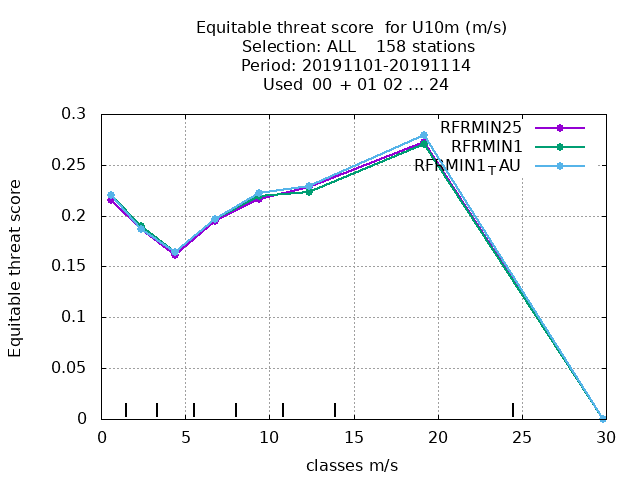 Equitable threat score  for U10m (m/s)
Selection: ALL    158 stations
Period: 20191101-20191114
Used  00 + 01 02 ... 24
0.3
0.25
0.2
0.15
0.1
0.05
0
Equitable threat score
RFRMIN25
RFRMIN1
RFRMIN1TAU
0 5 10 15 20 25 30
classes m/s